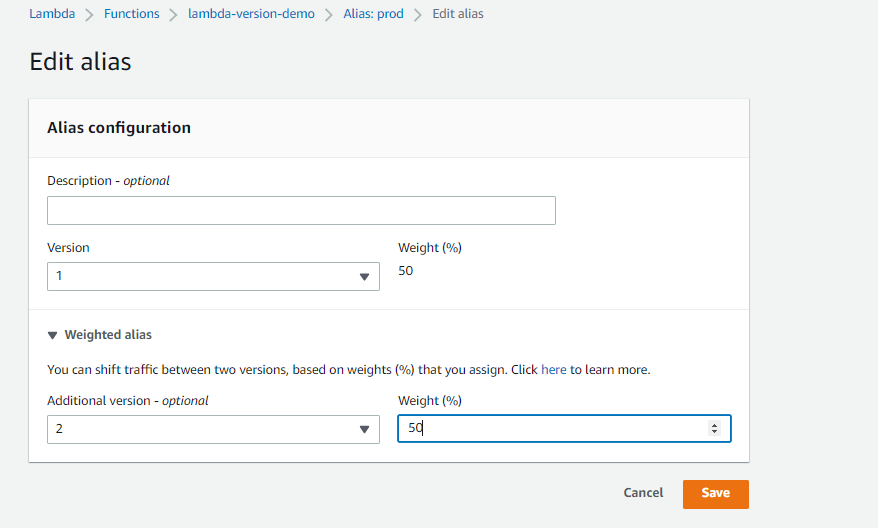 Lambda > Functions > lambda-version-demo > Alias: prod > Edit alias
Edit alias
Alias configuration
Description - optional
Version Weight (%)
1 50
Weighted alias
You can shift traffic between two versions, based on weights (%) that you assign. Click here to learn more.
Additional version - optional Weight (%)
2 50
Cancel Save